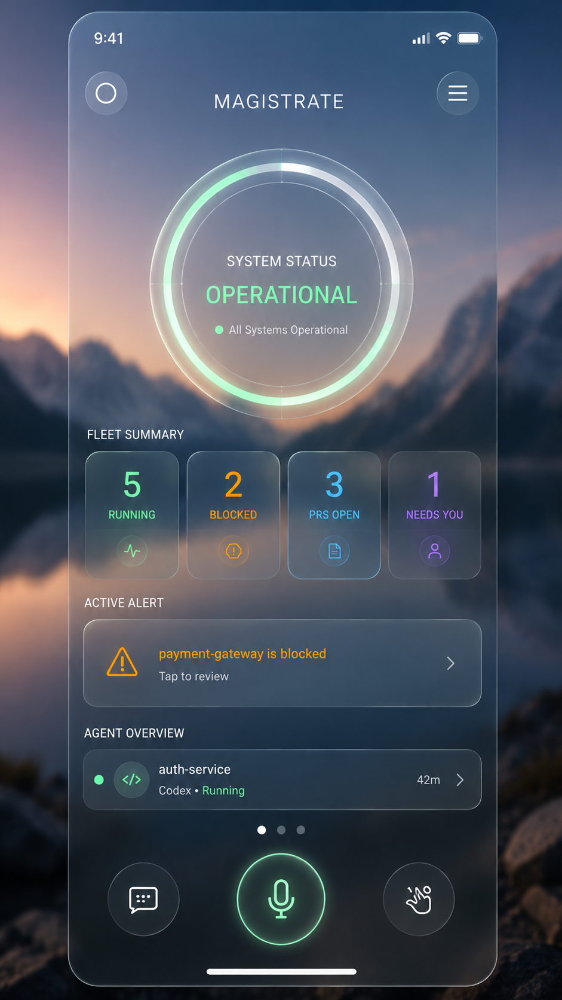 9:41
MAGISTRATE
SYSTEM STATUS
OPERATIONAL
All Systems Operational
FLEET SUMMARY
5
RUNNING
2
BLOCKED
3
PRS OPEN
1
NEEDS YOU
ACTIVE ALERT
payment-gateway is blocked
Tap to review
AGENT OVERVIEW
auth-service
Codex • Running
42m